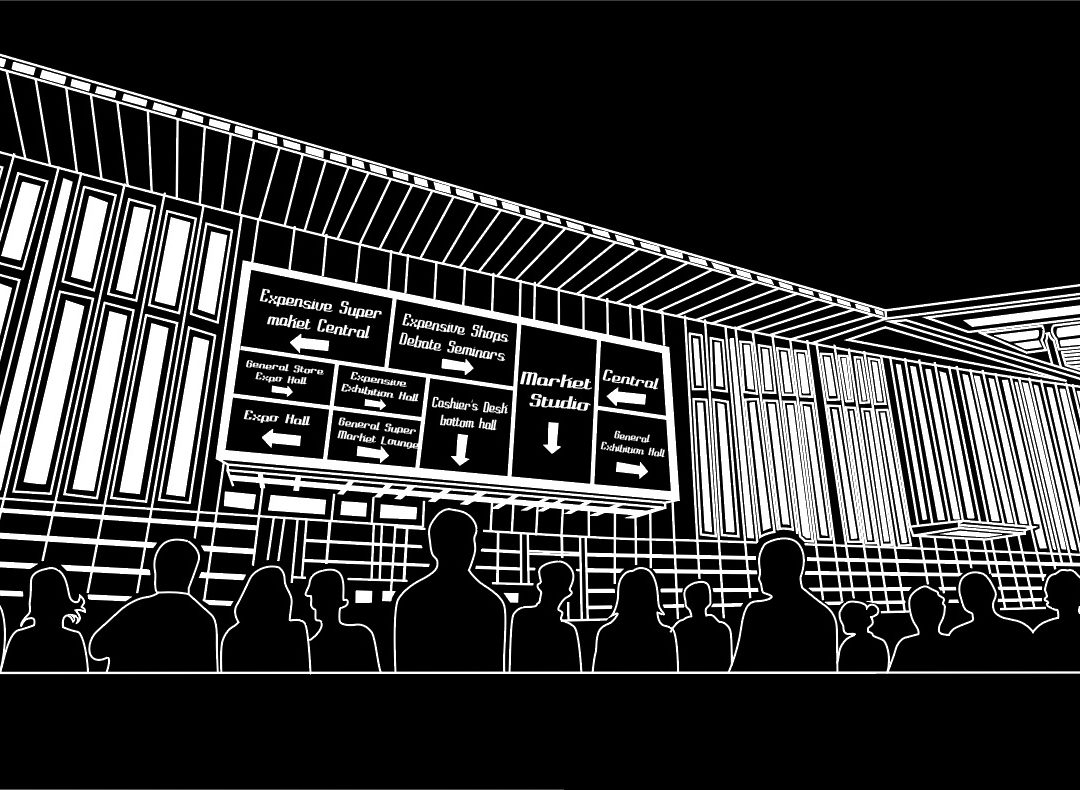 Expensive Super
maket Central
Expensive Shops
Debate Seminars
General Store
Expo Hall
Expensive
Exhibition Hall
Expo Hall
General Super
Market Lounge
Cashier's Desk
bottom hall
Market
Studio
Central
General
Exhibition Hall